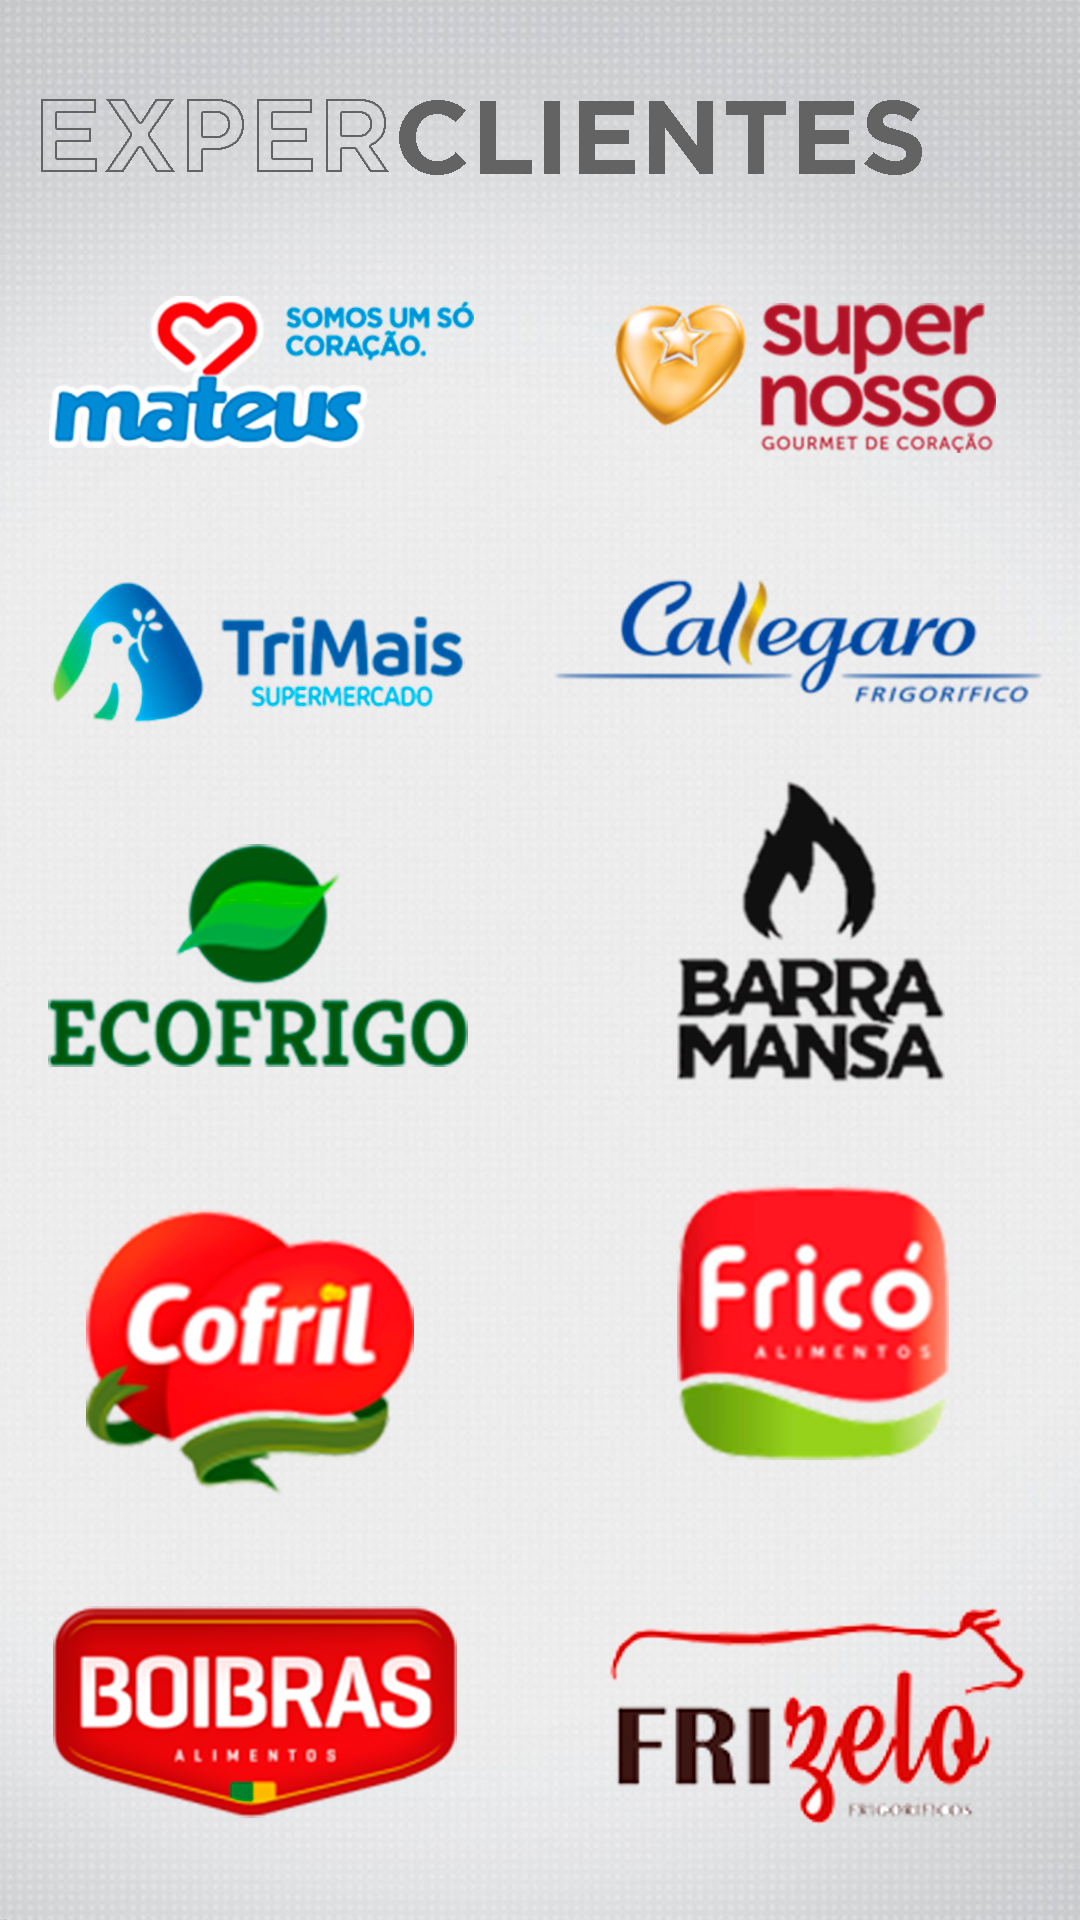 EXPERCLIENTES
SOMOS UM SÓ
CORAÇÃO.
mateus
super
nosso
GOURMET DE CORAÇÃO
TriMais
SUPERMERCADO
Callegaro
FRIGORÍFICO
ECOFRIGO
BARRA
MANSA
Cofril
Fricó
ALIMENTOS
BOIBRAS
ALIMENTOS
FRIzelo
FRIGORIFICOS